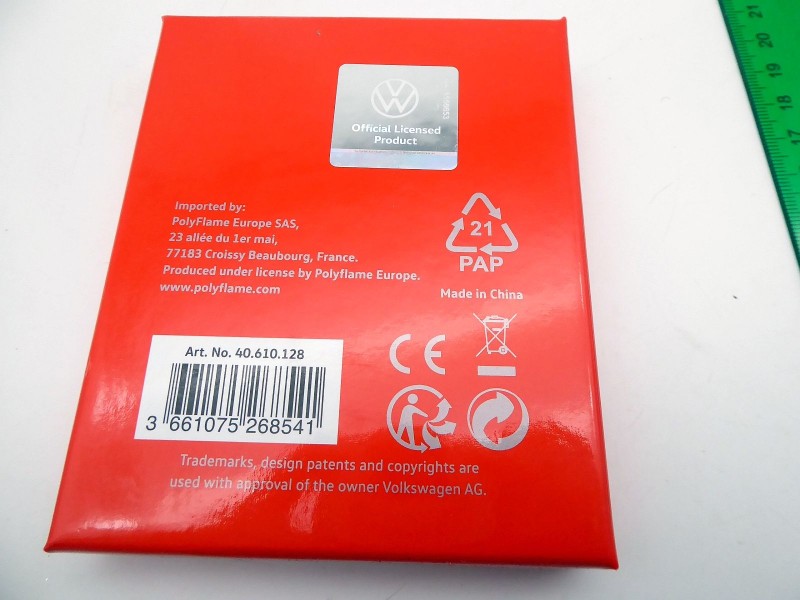 Official Licensed
Product
Imported by:
PolyFlame Europe SAS,
23 allée du 1er mai,
77183 Croissy Beaubourg, France.
Produced under license by Polyflame Europe.
www.polyflame.com
21
PAP
Made in China
Art. No. 40.610.128
3 661075 268541
CE
Trademarks, design patents and copyrights are
used with approval of the owner Volkswagen AG.
21
20
19
18
17